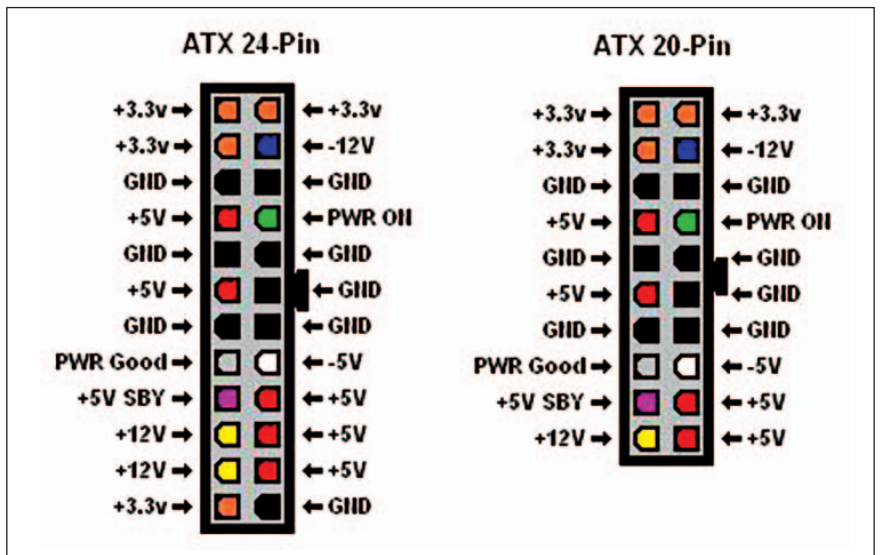 ATX 24-Pin
+3.3v +3.3v
+3.3v -12V
GND GND
+5V PWR ON
GND GND
+5V GND
GND GND
PWR Good -5V
+5V SBY +5V
+12V +5V
+12V +5V
+3.3v GND
ATX 20-Pin
+3.3v +3.3v
+3.3v -12V
GND GND
+5V PWR ON
GND GND
+5V GND
GND GND
PWR Good -5V
+5V SBY +5V
+12V +5V